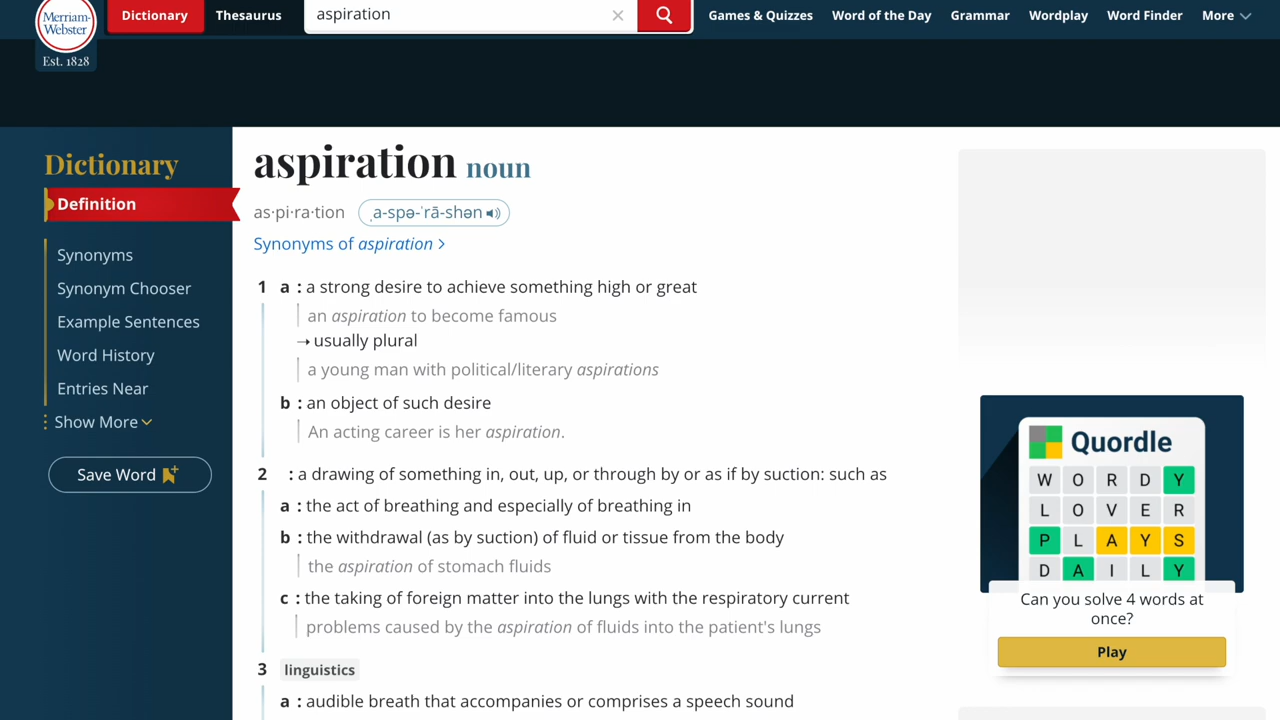 Merriam-
Webster
Est. 1828
Dictionary
Thesaurus
aspiration
Games & Quizzes
Word of the Day
Grammar
Wordplay
Word Finder
More
Dictionary
Definition
Synonyms
Synonym Chooser
Example Sentences
Word History
Entries Near
Show More
Save Word
aspiration noun
as·pi·ra·tion ˌa-spə-ˈrā-shən
Synonyms of aspiration >
1 a : a strong desire to achieve something high or great
an aspiration to become famous
→ usually plural
a young man with political/literary aspirations
b : an object of such desire
An acting career is her aspiration.
2 : a drawing of something in, out, up, or through by or as if by suction: such as
a : the act of breathing and especially of breathing in
b : the withdrawal (as by suction) of fluid or tissue from the body
the aspiration of stomach fluids
c : the taking of foreign matter into the lungs with the respiratory current
problems caused by the aspiration of fluids into the patient's lungs
3 linguistics
a : audible breath that accompanies or comprises a speech sound
Quordle
W O R D Y
L O V E R
P L A Y S
D A I L Y
Can you solve 4 words at
once?
Play